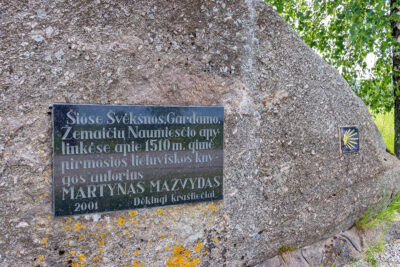 Šiose Švėkšnos, Gardamo,
Žemaičių Naumiesčio apy-
linkėse apie 1510 m. gimė
pirmosios lietuviškos kny-
gos autorius
MARTYNAS MAŽVYDAS
2001 Dėkingi kraštiečiai